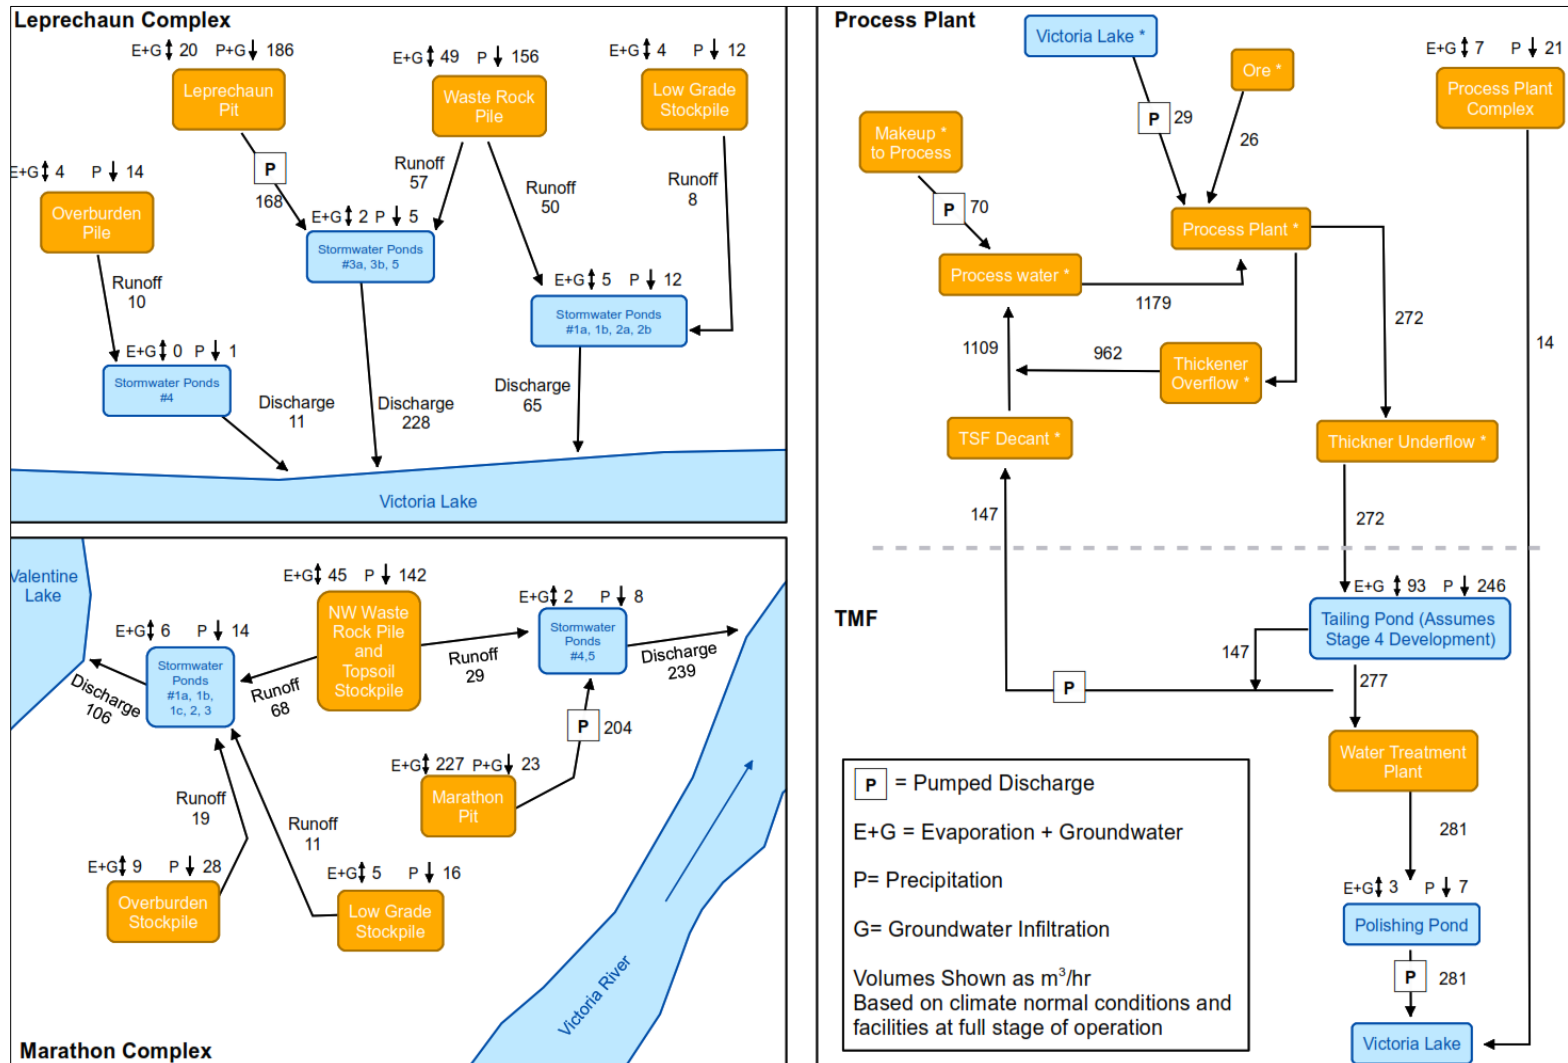 Leprechaun Complex
E+G 20 P+G 186
Leprechaun
Pit
E+G 49 P 156
Waste Rock
Pile
E+G 4 P 12
Low Grade
Stockpile
E+G 4 P 14
Overburden
Pile
P
168
Runoff
57
Runoff
50
Runoff
8
E+G 2 P 5
Stormwater Ponds
#3a, 3b, 5
Runoff
10
E+G 5 P 12
Stormwater Ponds
#1a, 1b, 2a, 2b
E+G 0 P 1
Stormwater Ponds
#4
Discharge
11
Discharge
228
Discharge
65
Victoria Lake
Valentine
Lake
E+G 45 P 142
NW Waste
Rock Pile
and
Topsoil
Stockpile
E+G 2 P 8
Stormwater
Ponds
#4,5
E+G 6 P 14
Stormwater
Ponds
#1a, 1b,
1c, 2, 3
Discharge
106
Runoff
68
Runoff
29
Discharge
239
P
204
E+G 227 P+G 23
Marathon
Pit
Runoff
19
Runoff
11
E+G 9 P 28
Overburden
Stockpile
E+G 5 P 16
Low Grade
Stockpile
Victoria River
Marathon Complex
Process Plant
Victoria Lake *
Ore *
E+G 7 P 21
Process Plant
Complex
Makeup *
to Process
P
29
26
P
70
Process Plant *
Process water *
1179
272
14
1109
962
Thickener
Overflow *
TSF Decant *
Thickner Underflow *
147
272
TMF
E+G 93 P 246
Tailing Pond (Assumes
Stage 4 Development)
147
P
277
Water Treatment
Plant
281
E+G 3 P 7
Polishing Pond
P
281
Victoria Lake
P = Pumped Discharge
E+G = Evaporation + Groundwater
P= Precipitation
G= Groundwater Infiltration
Volumes Shown as m³/hr
Based on climate normal conditions and
facilities at full stage of operation